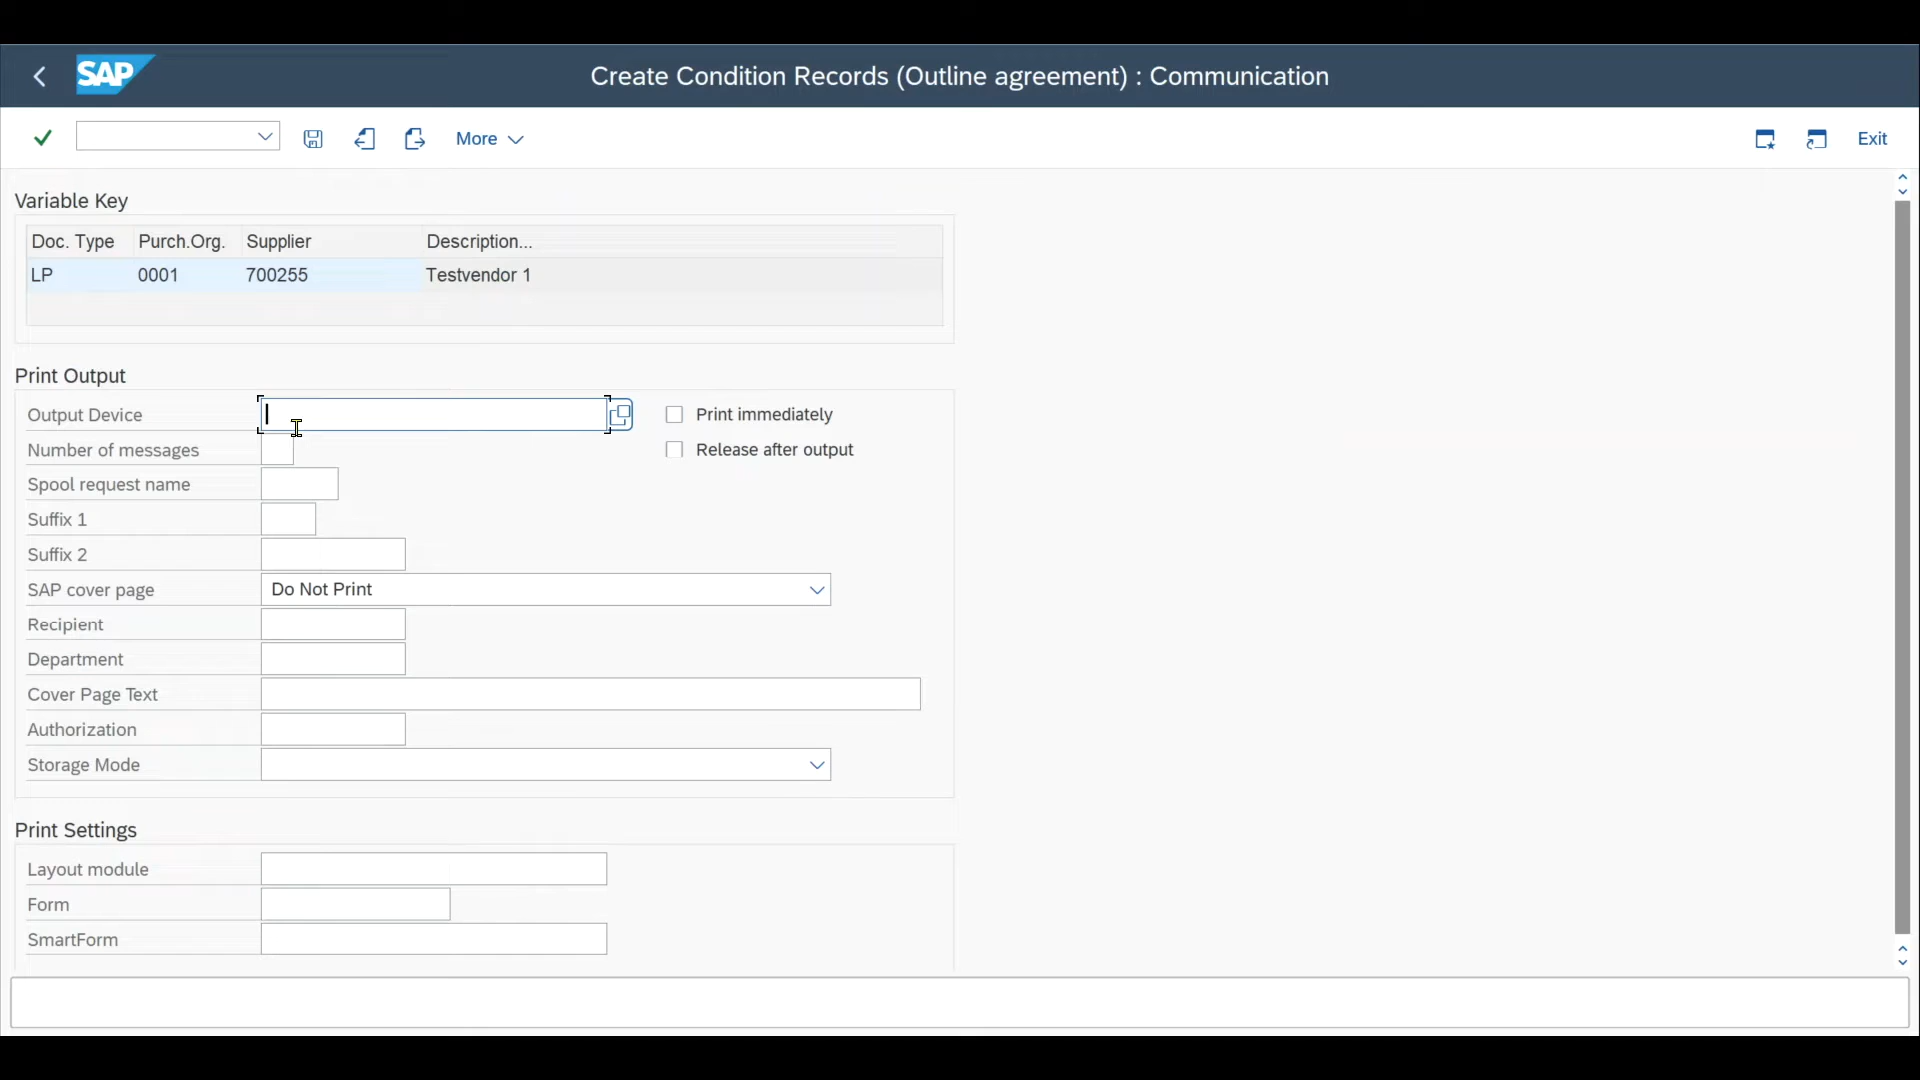 SAP
Create Condition Records (Outline agreement) : Communication
More
Exit
Variable Key
Doc. Type Purch.Org. Supplier Description...
LP 0001 700255 Testvendor 1
Print Output
Output Device Print immediately
Number of messages Release after output
Spool request name
Suffix 1
Suffix 2
SAP cover page Do Not Print
Recipient
Department
Cover Page Text
Authorization
Storage Mode
Print Settings
Layout module
Form
SmartForm